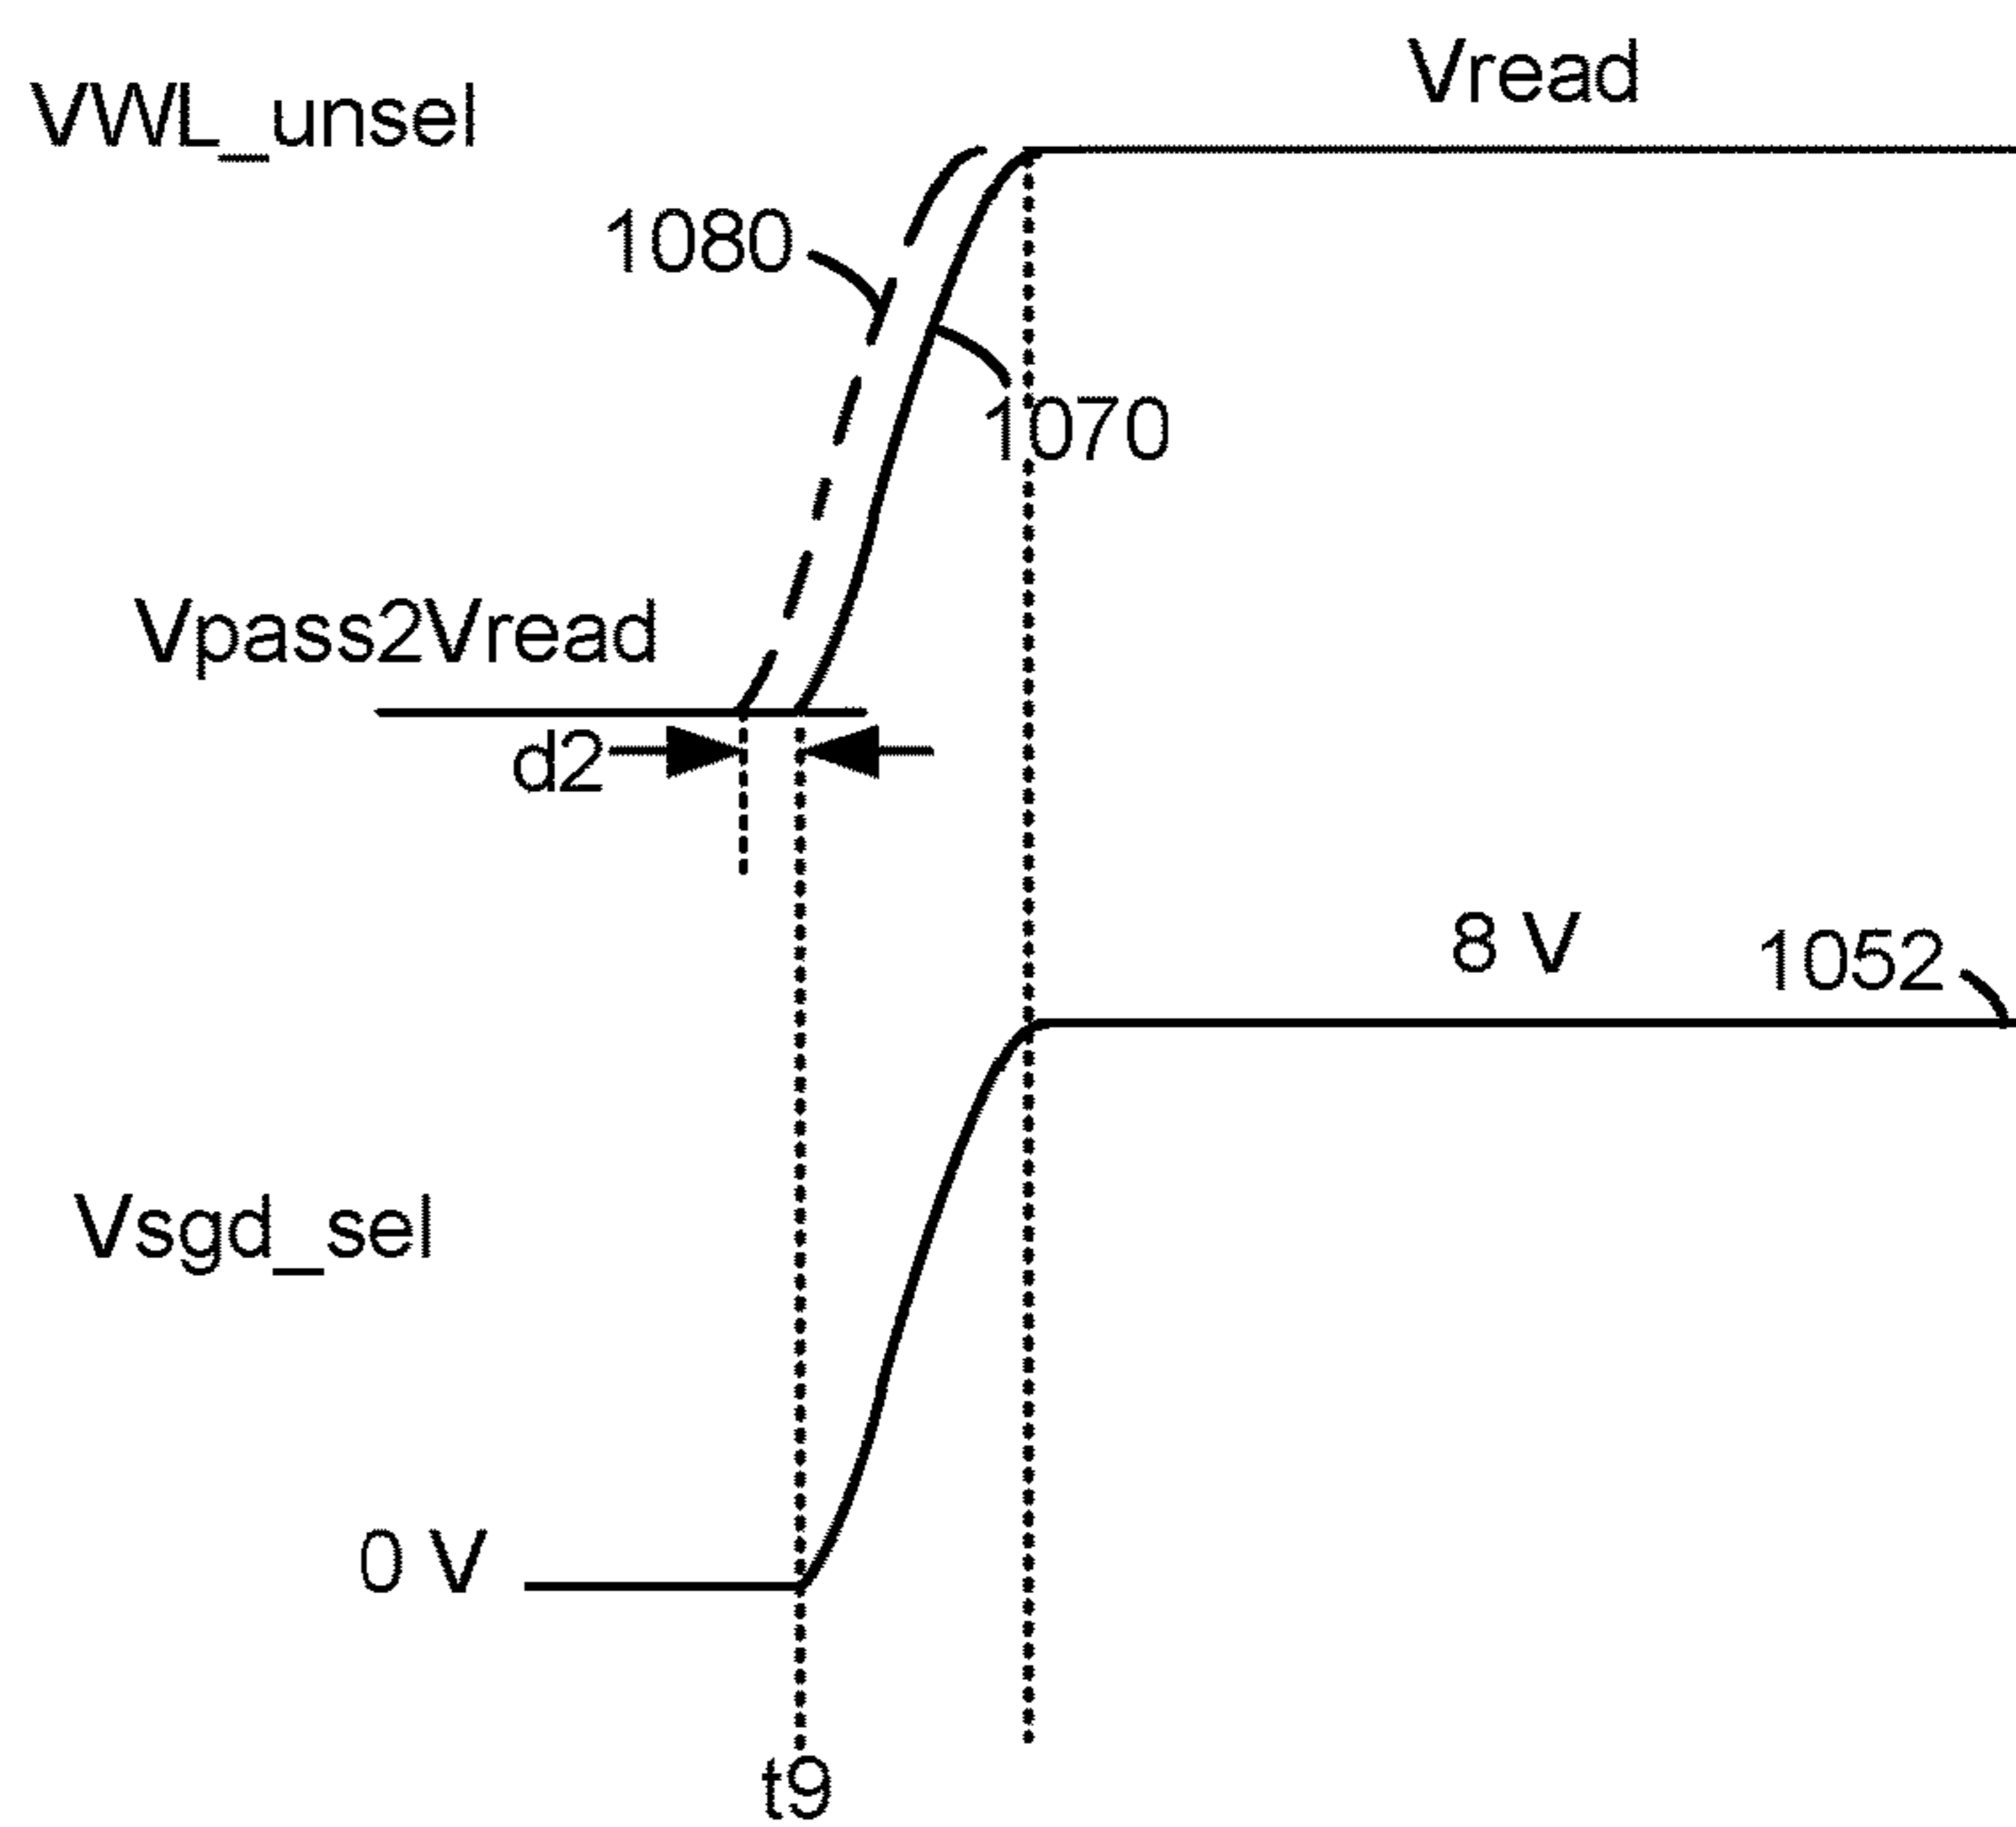 Vread
VWL_unsel
1080
1070
Vpass2Vread
d2
8 V
1052
Vsgd_sel
0 V
t9